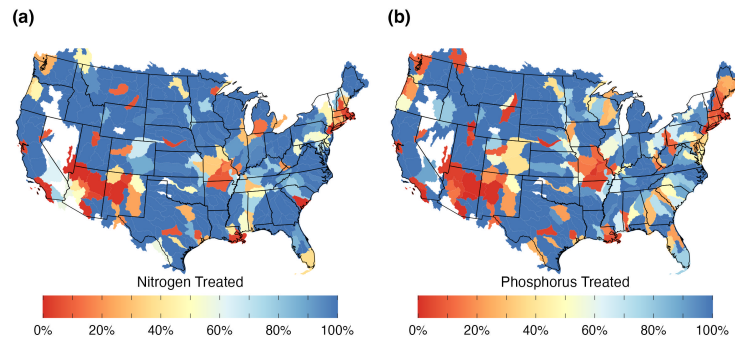 (a)
(b)
Nitrogen Treated
Phosphorus Treated
0% 20% 40% 60% 80% 100%
0% 20% 40% 60% 80% 100%